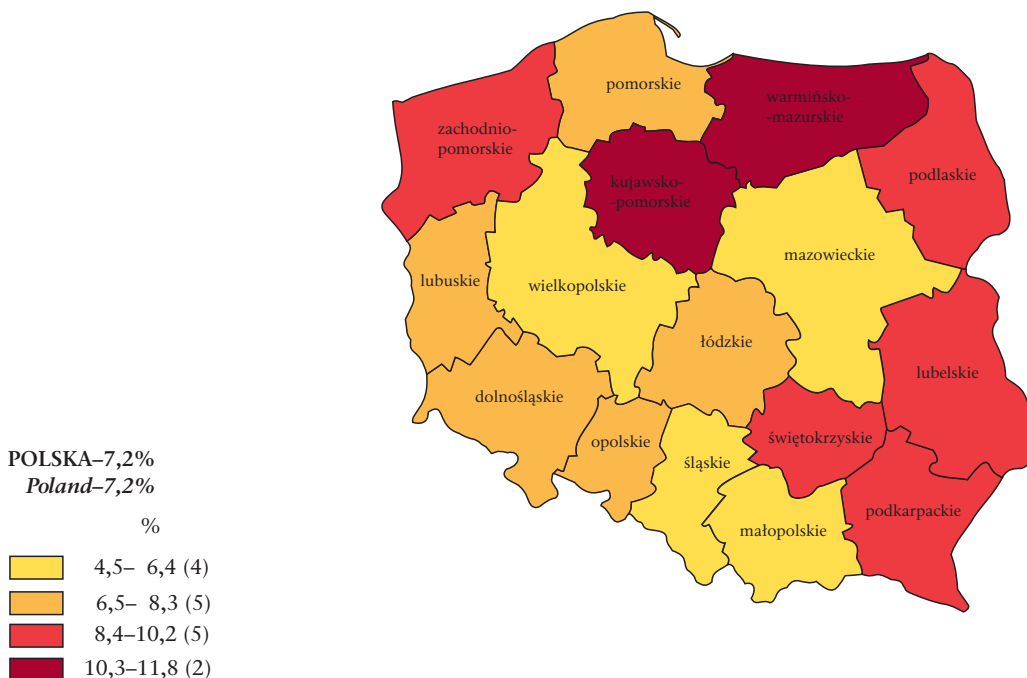 pomorskie
warmińsko-
-mazurskie
zachodnio-
pomorskie
podlaskie
kujawsko-
-pomorskie
mazowieckie
lubuskie
wielkopolskie
łódzkie
lubelskie
dolnośląskie
opolskie
świętokrzyskie
śląskie
podkarpackie
małopolskie
POLSKA–7,2%
Poland–7,2%
%
4,5– 6,4 (4)
6,5– 8,3 (5)
8,4–10,2 (5)
10,3–11,8 (2)